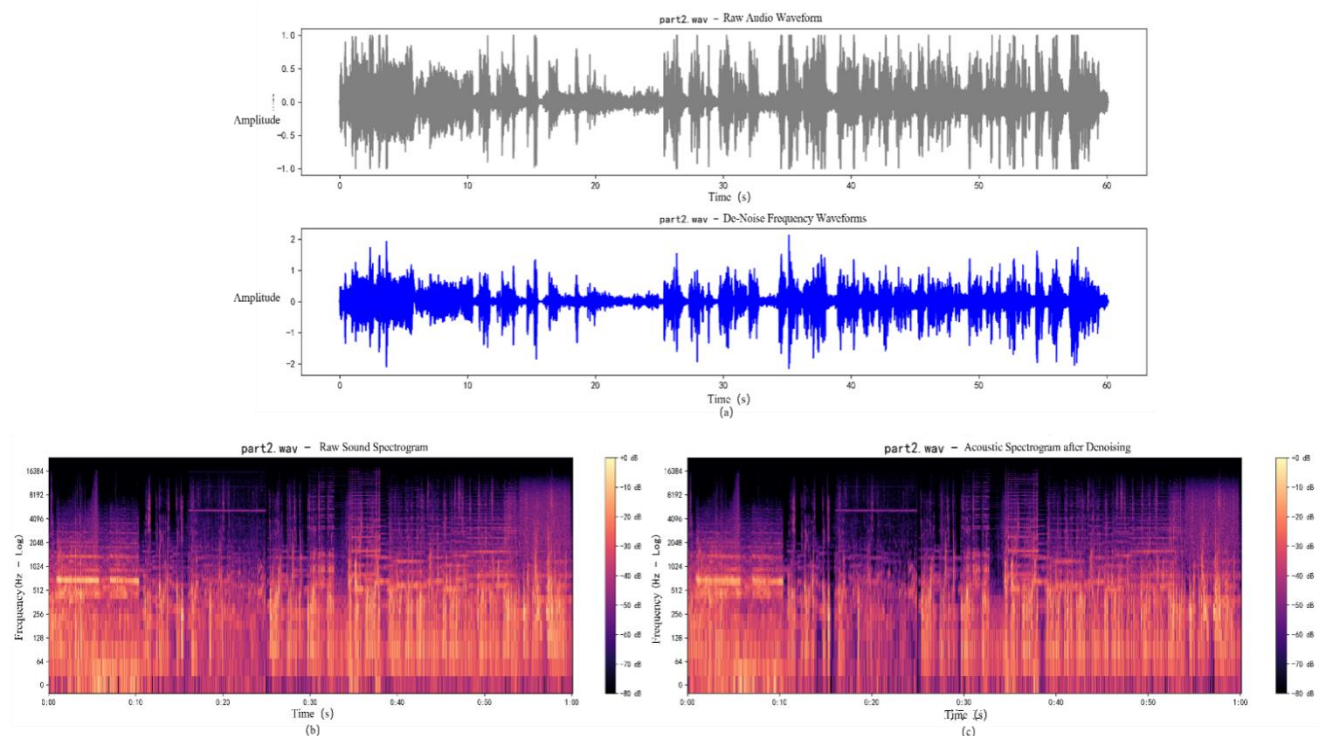 part2.wav - Raw Audio Waveform
1.0
0.5
0.0
-0.5
-1.0
Amplitude
0 10 20 30 40 50 60
Time (s)
part2.wav - De-Noise Frequency Waveforms
2
1
0
-1
-2
Amplitude
0 10 20 30 40 50 60
Time (s)
(a)
part2.wav - Raw Sound Spectrogram
16384
8192
4096
2048
1024
512
256
128
64
0
Frequency(Hz - Log)
0:00 0:10 0:20 0:30 0:40 0:50 1:00
Time (s)
(b)
+0 dB
-10 dB
-20 dB
-30 dB
-40 dB
-50 dB
-60 dB
-70 dB
-80 dB
part2.wav - Acoustic Spectrogram after Denoising
16384
8192
4096
2048
1024
512
256
128
64
0
Frequency (Hz - Log)
0:00 0:10 0:20 0:30 0:40 0:50 1:00
Time (s)
(c)
+0 dB
-10 dB
-20 dB
-30 dB
-40 dB
-50 dB
-60 dB
-70 dB
-80 dB